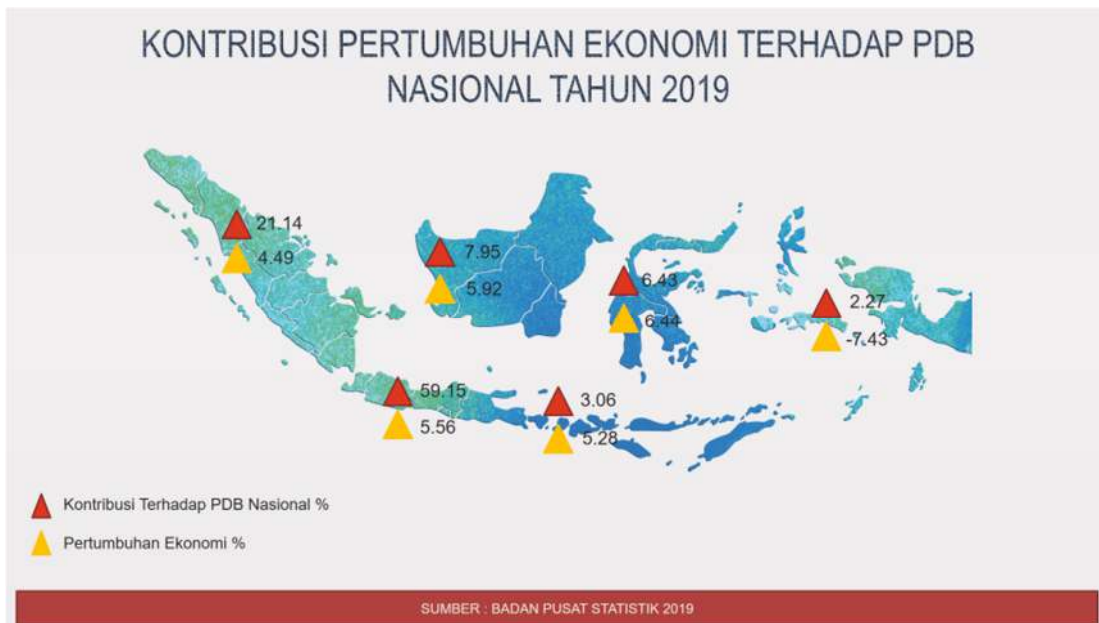 KONTRIBUSI PERTUMBUHAN EKONOMI TERHADAP PDB
NASIONAL TAHUN 2019
21.14
4.49
7.95
5.92
6.43
6.44
2.27
-7.43
59.15
5.56
3.06
5.28
Kontribusi Terhadap PDB Nasional %
Pertumbuhan Ekonomi %
SUMBER : BADAN PUSAT STATISTIK 2019